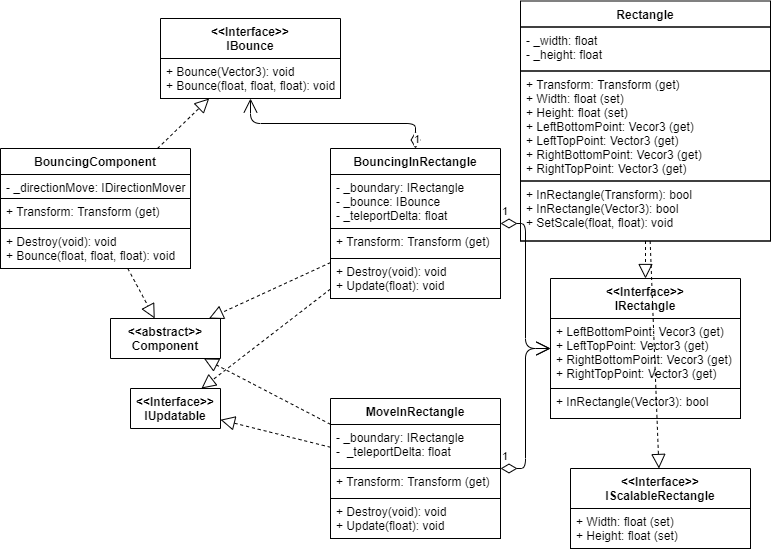 <<Interface>>
IBounce
+ Bounce(Vector3): void
+ Bounce(float, float, float): void
Rectangle
- _width: float
- _height: float
+ Transform: Transform (get)
+ Width: float (set)
+ Height: float (set)
+ LeftBottomPoint: Vecor3 (get)
+ LeftTopPoint: Vector3 (get)
+ RightBottomPoint: Vecor3 (get)
+ RightTopPoint: Vector3 (get)
+ InRectangle(Transform): bool
+ InRectangle(Vector3): bool
+ SetScale(float, float): void
BouncingComponent
- _directionMove: IDirectionMover
+ Transform: Transform (get)
+ Destroy(void): void
+ Bounce(float, float, float): void
1
BouncingInRectangle
- _boundary: IRectangle
- _bounce: IBounce
- _teleportDelta: float
+ Transform: Transform (get)
+ Destroy(void): void
+ Update(float): void
1
<<Interface>>
IRectangle
+ LeftBottomPoint: Vecor3 (get)
+ LeftTopPoint: Vector3 (get)
+ RightBottomPoint: Vecor3 (get)
+ RightTopPoint: Vector3 (get)
+ InRectangle(Vector3): bool
<<abstract>>
Component
<<Interface>>
IUpdatable
MoveInRectangle
- _boundary: IRectangle
- _teleportDelta: float
+ Transform: Transform (get)
+ Destroy(void): void
+ Update(float): void
1
<<Interface>>
IScalableRectangle
+ Width: float (set)
+ Height: float (set)